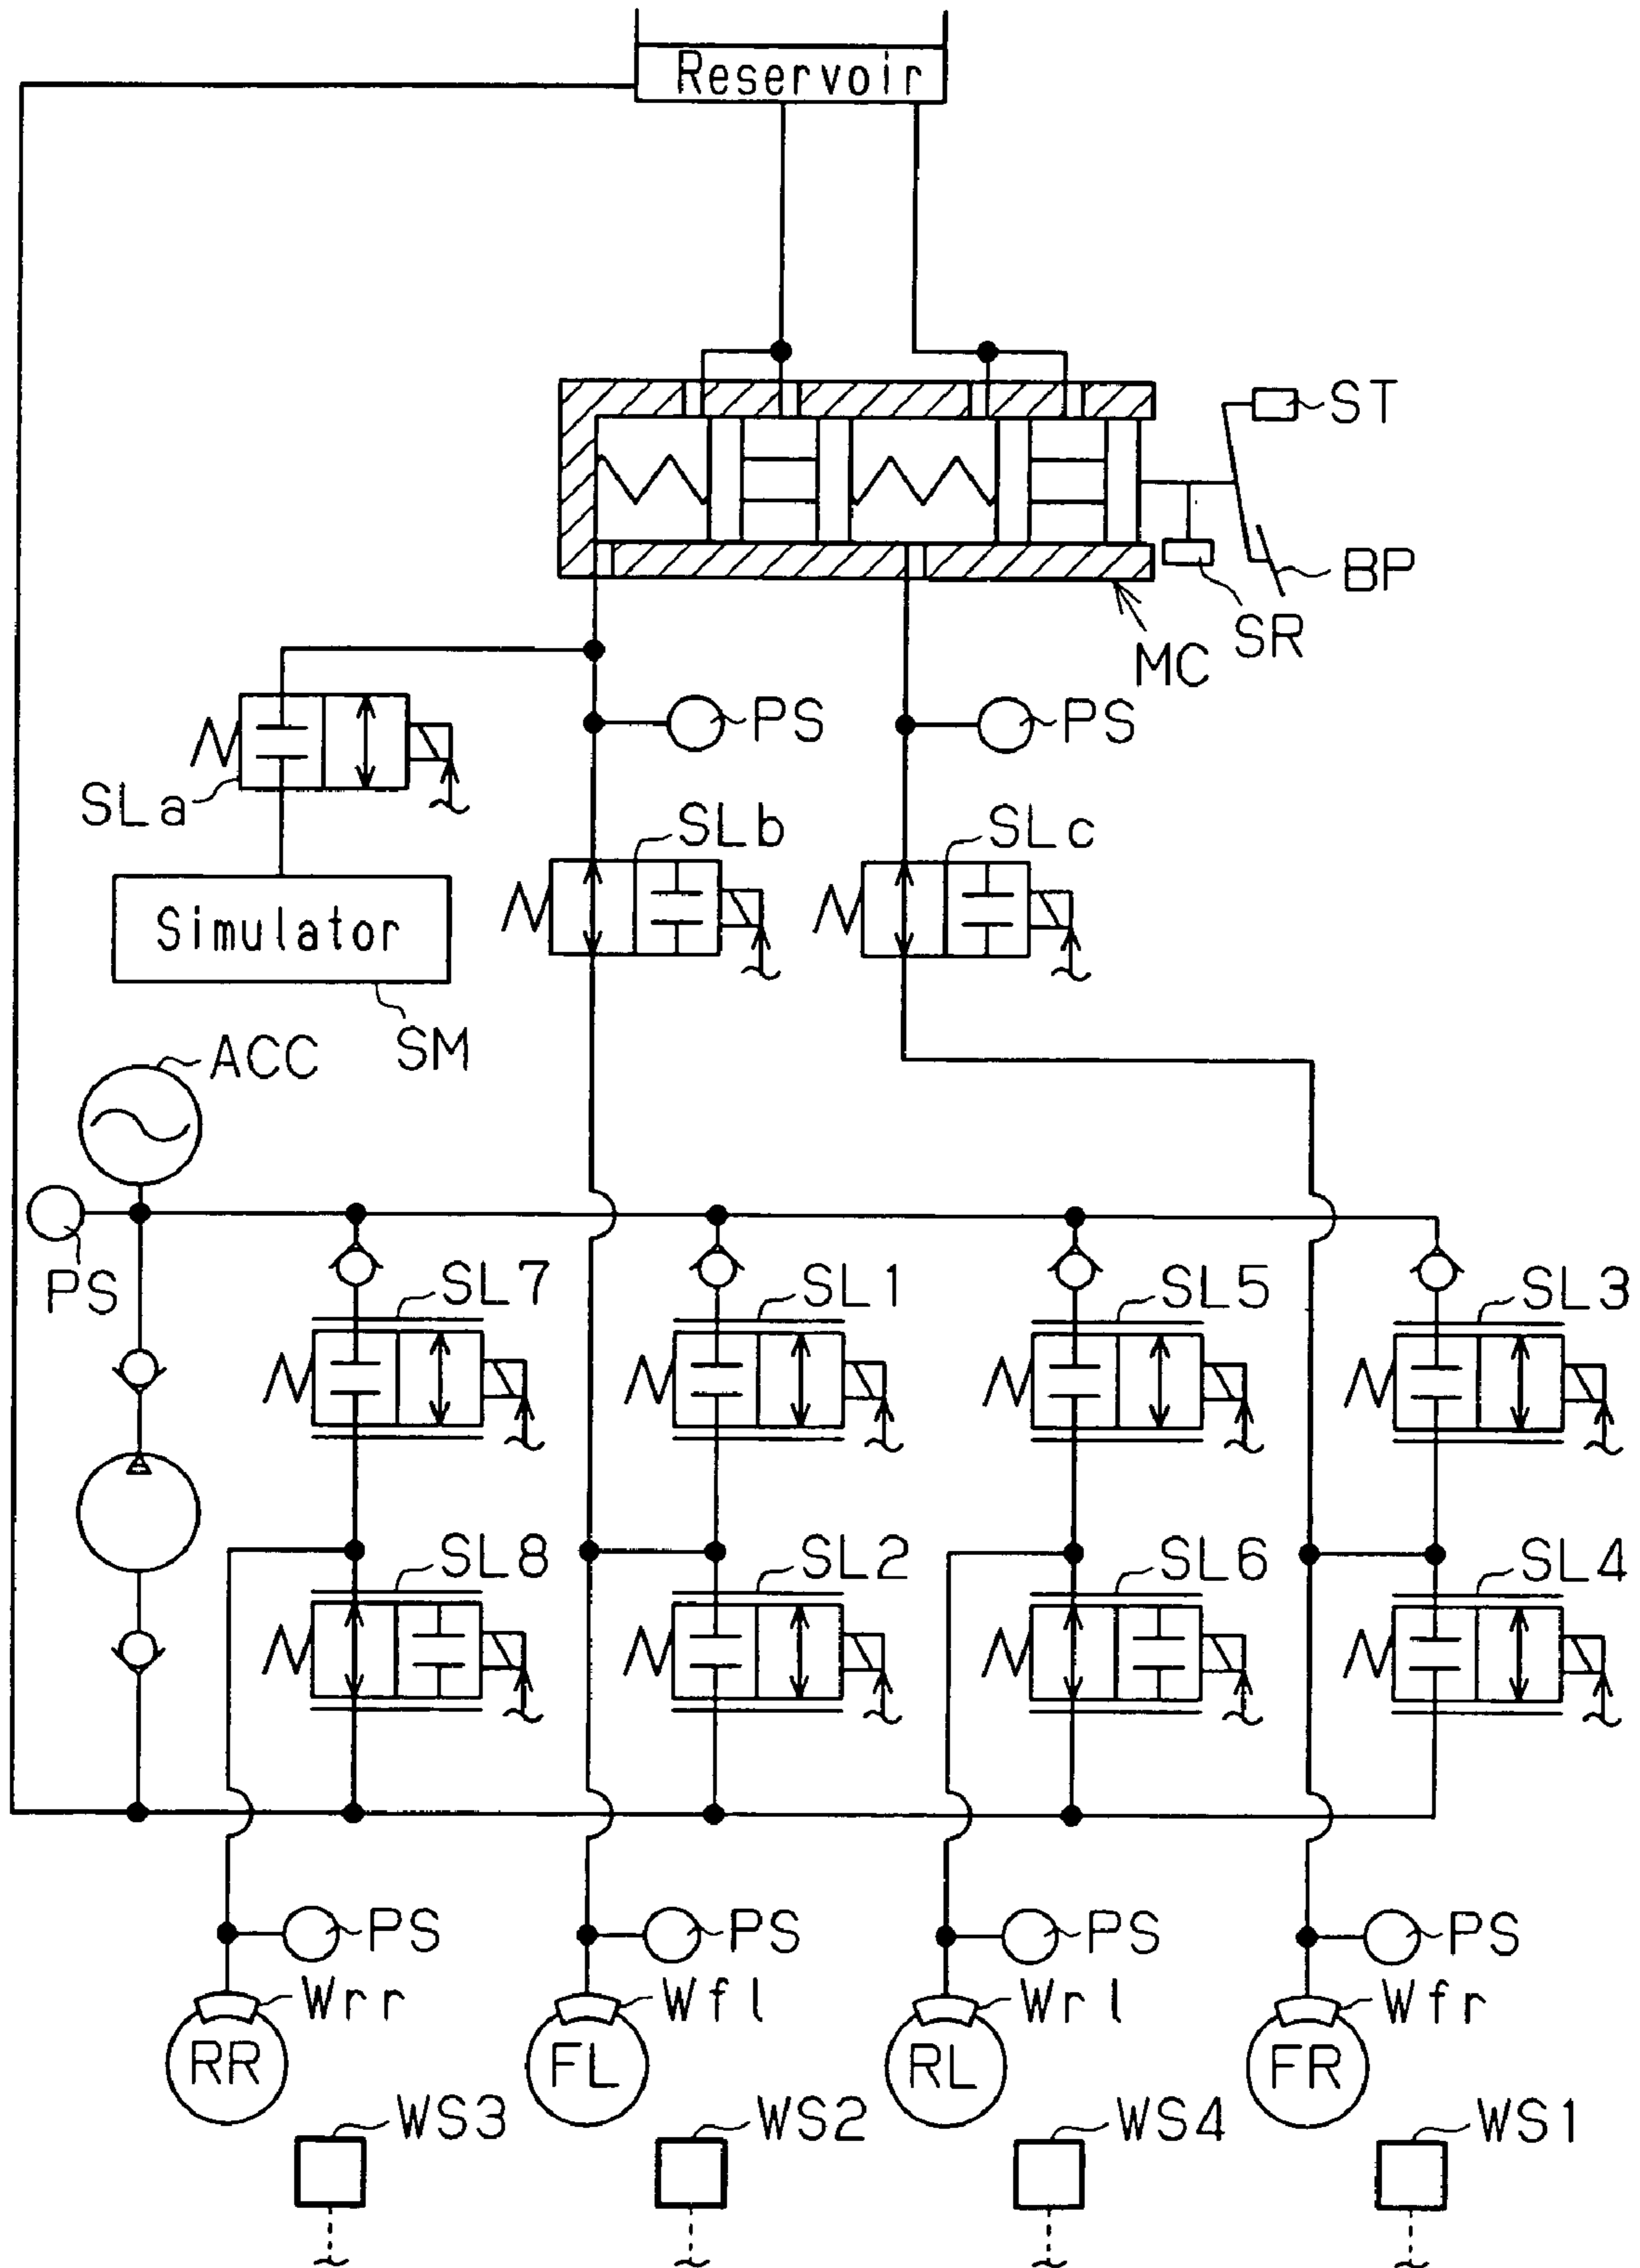 Reservoir
ST
BP
SR
MC
PS
PS
SLa
SLb
SLc
Simulator
SM
ACC
PS
SL7
SL1
SL5
SL3
SL8
SL2
SL6
SL4
PS
PS
PS
PS
Wrr
Wfl
Wrl
Wfr
RR
FL
RL
FR
WS3
WS2
WS4
WS1